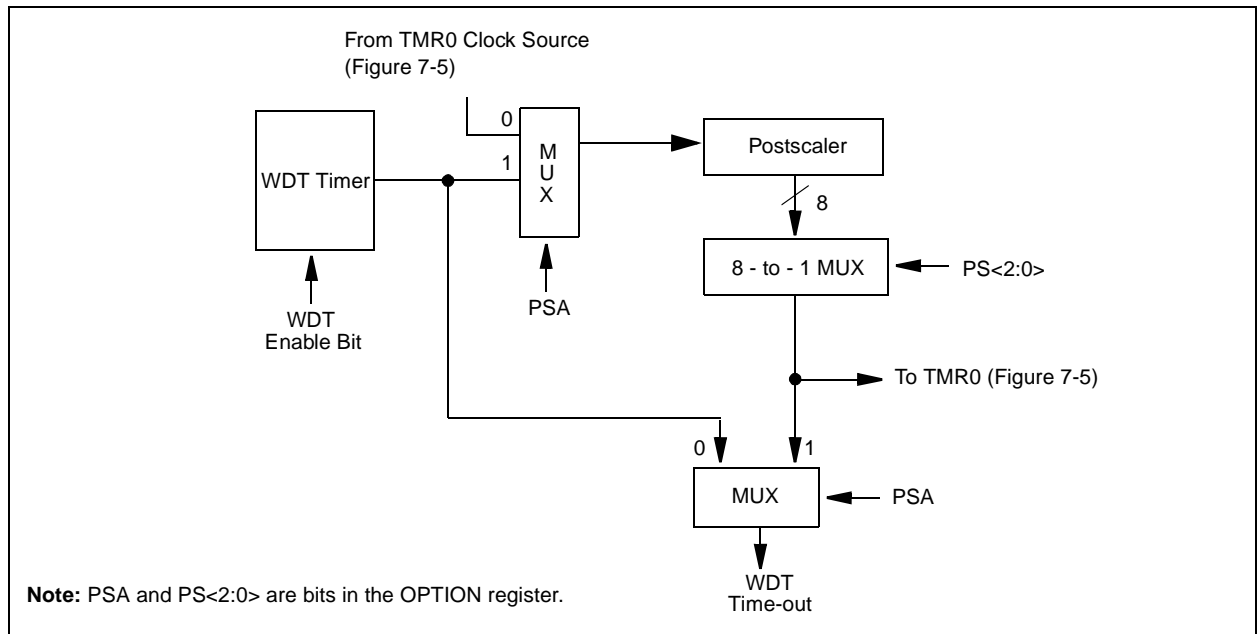 From TMR0 Clock Source
(Figure 7-5)
0
1
M
U
X
WDT Timer
Postscaler
8
8 - to - 1 MUX
PS<2:0>
PSA
WDT
Enable Bit
To TMR0 (Figure 7-5)
0
1
MUX
PSA
WDT
Time-out
Note: PSA and PS<2:0> are bits in the OPTION register.